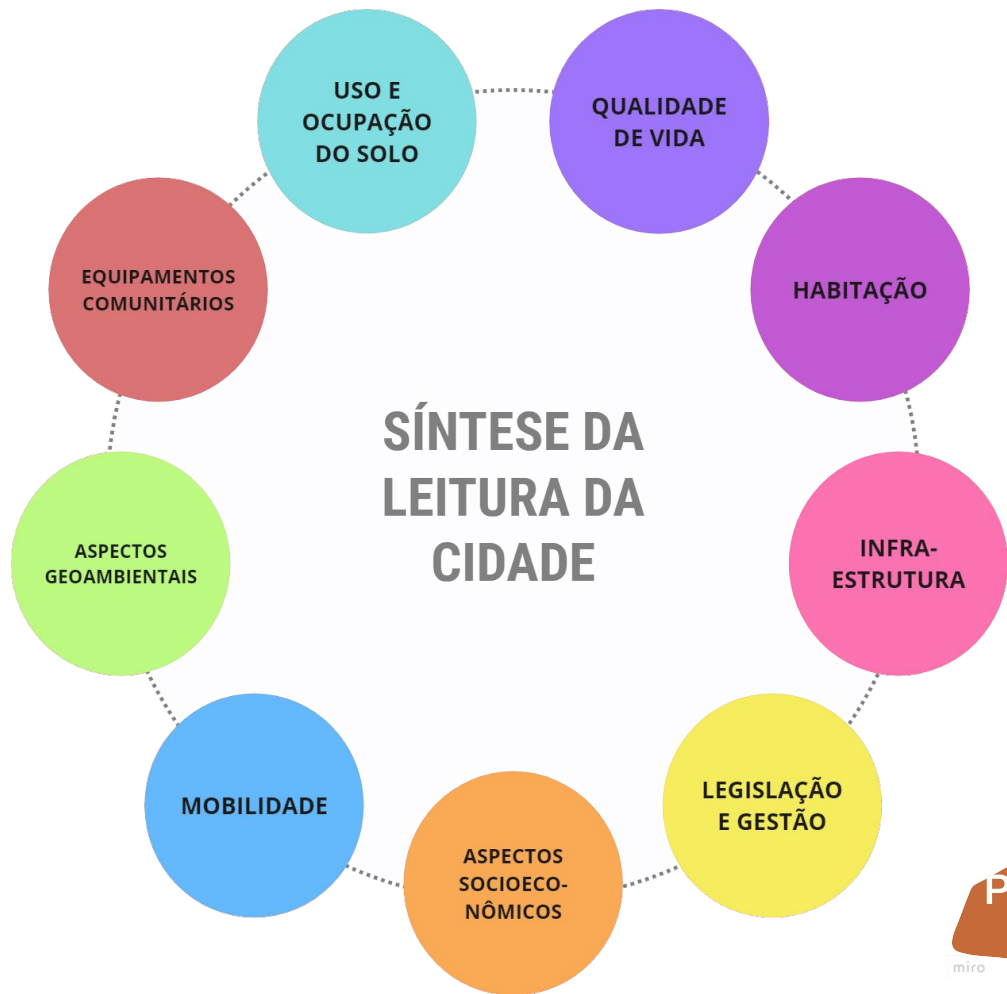 USO E
OCUPAÇÃO
DO SOLO
QUALIDADE
DE VIDA
HABITAÇÃO
INFRA-
ESTRUTURA
LEGISLAÇÃO
E GESTÃO
ASPECTOS
SOCIOECO-
NÔMICOS
MOBILIDADE
ASPECTOS
GEOAMBIENTAIS
EQUIPAMENTOS
COMUNITÁRIOS
SÍNTESE DA
LEITURA DA
CIDADE
P
miro